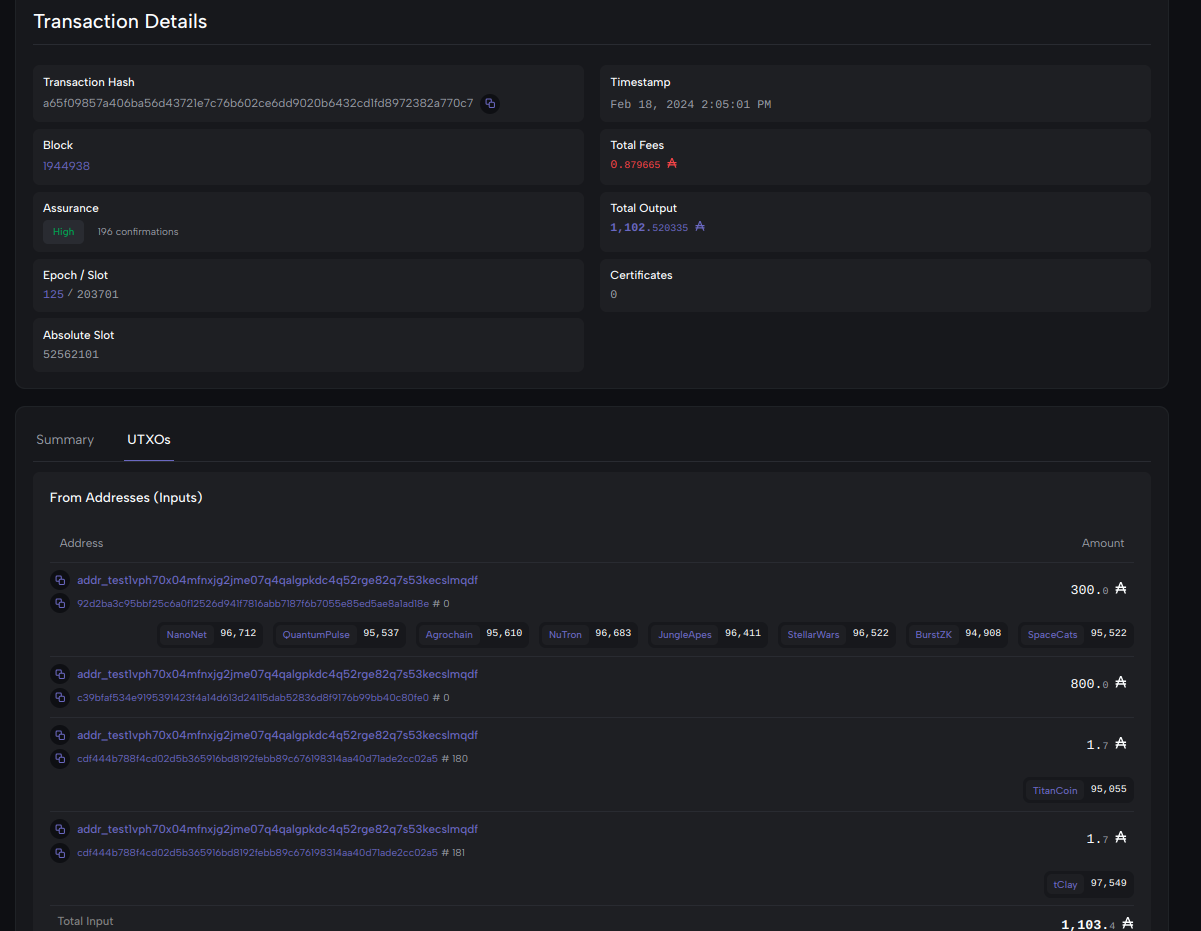 Transaction Details
Transaction Hash
a65f09857a406ba56d43721e7c76b602ce6dd9020b6432cd1fd8972382a770c7
Timestamp
Feb 18, 2024 2:05:01 PM
Block
1944938
Total Fees
0.879665 ₳
Assurance
High 196 confirmations
Total Output
1,102.520335 ₳
Epoch / Slot
125 / 203701
Certificates
0
Absolute Slot
52562101
Summary UTXOs
From Addresses (Inputs)
Address Amount
addr_test1vph70x04mfnxjg2jme07q4qalgpkdc4q52rge82q7s53kecslmqdf
300.0 ₳
92d2ba3c95bbf25c6a0f12526d941f7816abb7187f6b7055e85ed5ae8a1ad18e # 0
NanoNet 96,712 QuantumPulse 95,537 Agrochain 95,610 NuTron 96,683 JungleApes 96,411 StellarWars 96,522 BurstZK 94,908 SpaceCats 95,522
addr_test1vph70x04mfnxjg2jme07q4qalgpkdc4q52rge82q7s53kecslmqdf
800.0 ₳
c39bfaf534e9195391423f4a14d613d24115dab52836d8f9176b99bb40c80fe0 # 0
addr_test1vph70x04mfnxjg2jme07q4qalgpkdc4q52rge82q7s53kecslmqdf
1.7 ₳
cdf444b788f4cd02d5b365916bd8192febb89c676198314aa40d71ade2cc02a5 # 180
TitanCoin 95,055
addr_test1vph70x04mfnxjg2jme07q4qalgpkdc4q52rge82q7s53kecslmqdf
1.7 ₳
cdf444b788f4cd02d5b365916bd8192febb89c676198314aa40d71ade2cc02a5 # 181
tClay 97,549
Total Input 1,103.4 ₳